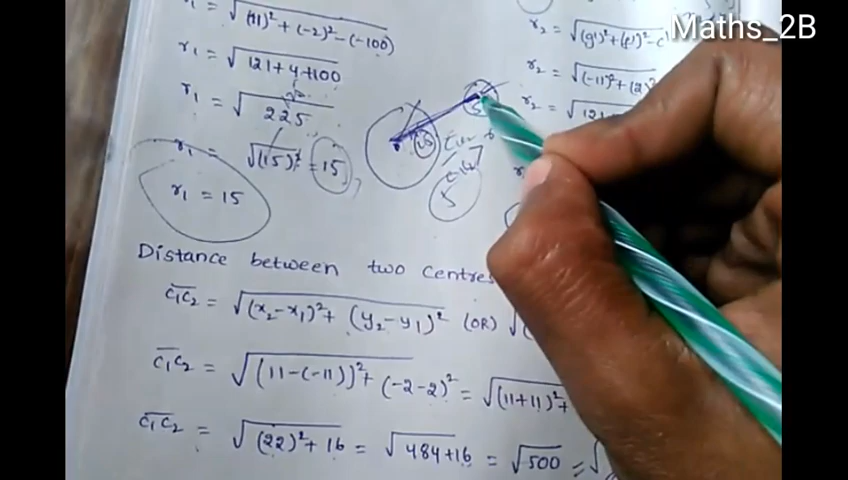 Maths_2B
r₁ = √(11)² + (-2)² - (-100)
r₁ = √121+4+100
r₁ = √225
r₁ = √(15)² = 15
r₁ = 15
r₂ = √(g¹)² + (f¹)² - c¹
r₂ = √(-11)² + (2)²
r₂ = √121
15
5
Distance between two centres
C₁C₂ = √(x₂-x₁)² + (y₂-y₁)² (OR) √
C₁C₂ = √(11-(-11))² + (-2-2)² = √(11+11)² +
C₁C₂ = √(22)² + 16 = √484+16 = √500 = √